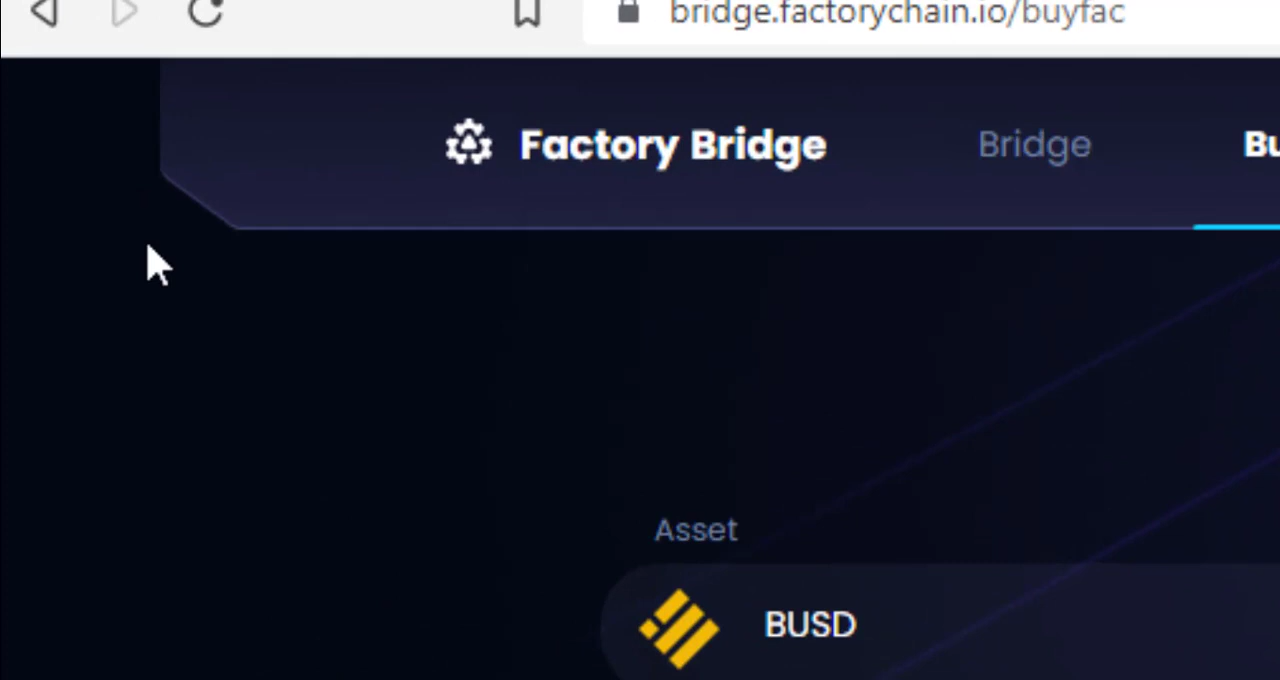 bridge.factorychain.io/buyfac
Factory Bridge Bridge
Asset
BUSD